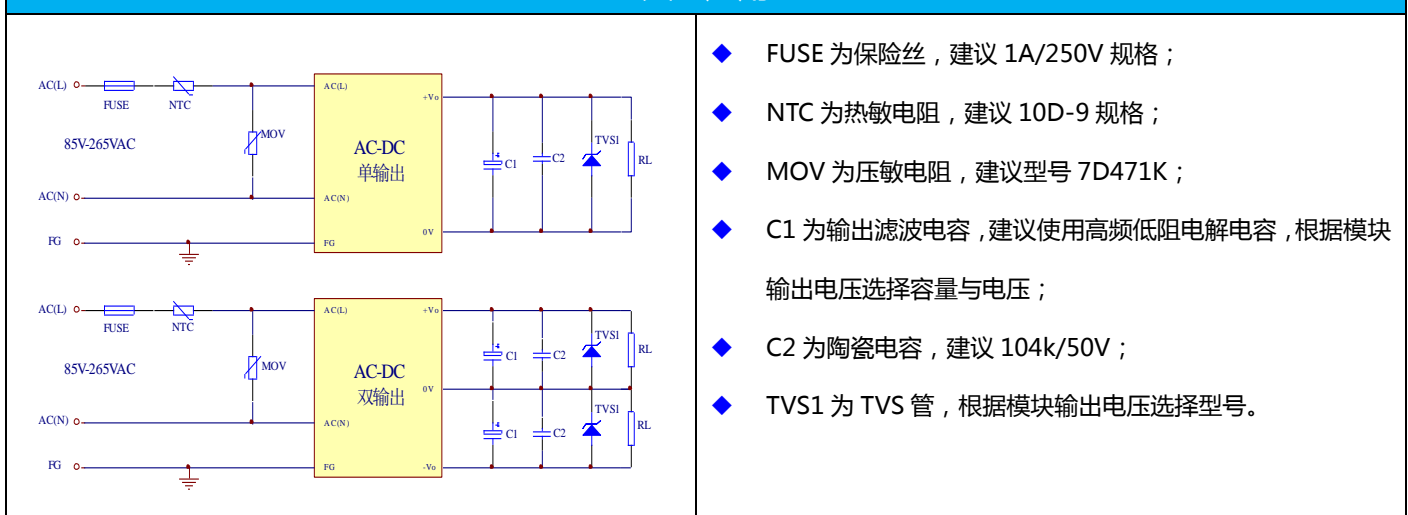 AC(L)
FUSE
NTC
85V-265VAC
MOV
AC(N)
FG
AC(L)
+Vo
AC-DC
单输出
AC(N)
0V
FG
C1
C2
TVS1
RL
AC(L)
FUSE
NTC
85V-265VAC
MOV
AC(N)
FG
AC(L)
+Vo
AC-DC
双输出
0V
AC(N)
FG
-Vo
C1
C2
TVS1
RL
C1
C2
TVS1
RL
◆ FUSE 为保险丝，建议 1A/250V 规格；
◆ NTC 为热敏电阻，建议 10D-9 规格；
◆ MOV 为压敏电阻，建议型号 7D471K；
◆ C1 为输出滤波电容，建议使用高频低阻电解电容，根据模块
输出电压选择容量与电压；
◆ C2 为陶瓷电容，建议 104k/50V；
◆ TVS1 为 TVS 管，根据模块输出电压选择型号。